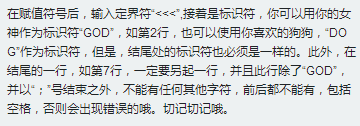 在赋值符号后，输入定界符“<<<”,接着是标识符，你可以用你的女
神作为标识符“GOD”，如第2行，也可以使用你喜欢的狗狗，“DO
G”作为标识符，但是，结尾处的标识符也必须是一样的。此外，在
结尾的一行，如第7行，一定要另起一行，并且此行除了“GOD”，
并以“；”号结束之外，不能有任何其他字符，前后都不能有，包括
空格，否则会出现错误的哦。切记切记哦。